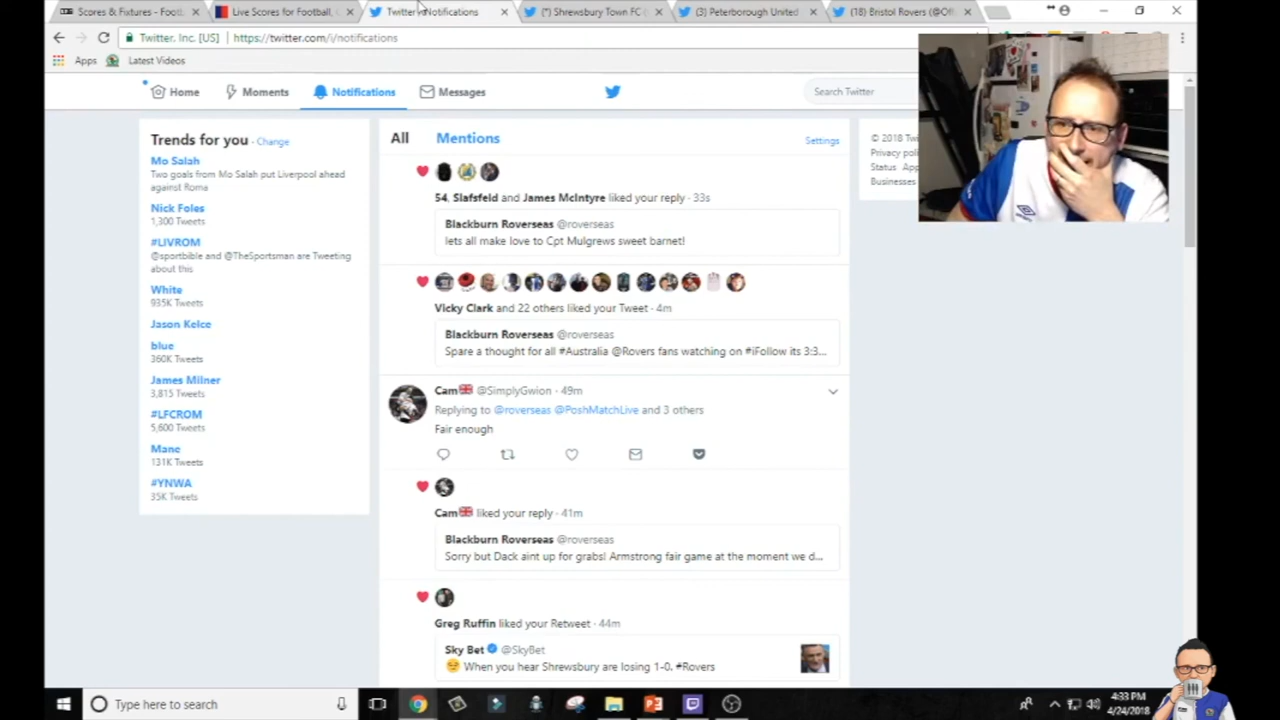 Scores & Fixtures - Foot
Live Scores for Football,
Twitter / Notifications
(*) Shrewsbury Town FC (
(3) Peterborough United
(18) Bristol Rovers (@Of
Twitter, Inc. [US]
https://twitter.com/i/notifications
Apps
Latest Videos
Home
Moments
Notifications
Messages
Search Twitter
Trends for you · Change
Mo Salah
Two goals from Mo Salah put Liverpool ahead
against Roma
Nick Foles
1,300 Tweets
#LIVROM
@sportbible and @TheSportsman are Tweeting
about this
White
935K Tweets
Jason Kelce
blue
360K Tweets
James Milner
3,815 Tweets
#LFCROM
5,600 Tweets
Mane
131K Tweets
#YNWA
35K Tweets
All
Mentions
Settings
54, Slafsfeld and James McIntyre liked your reply · 33s
Blackburn Roverseas @roverseas
lets all make love to Cpt Mulgrews sweet barnet!
Vicky Clark and 22 others liked your Tweet · 4m
Blackburn Roverseas @roverseas
Spare a thought for all #Australia @Rovers fans watching on #iFollow its 3:3...
Cam @SimplyGwion · 49m
Replying to @roverseas @PoshMatchLive and 3 others
Fair enough
Cam liked your reply · 41m
Blackburn Roverseas @roverseas
Sorry but Dack aint up for grabs! Armstrong fair game at the moment we d...
Greg Ruffin liked your Retweet · 44m
Sky Bet @SkyBet
When you hear Shrewsbury are losing 1-0. #Rovers
© 2018 Twi
Privacy poli
Status App
Businesses
Type here to search
4:33 PM
4/24/2018